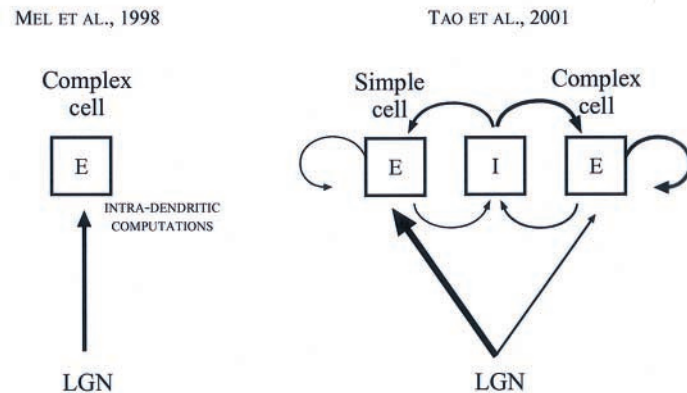 MEL ET AL., 1998
TAO ET AL., 2001
Complex
cell
E
INTRA-DENDRITIC
COMPUTATIONS
LGN
Simple
cell
Complex
cell
E
I
E
LGN